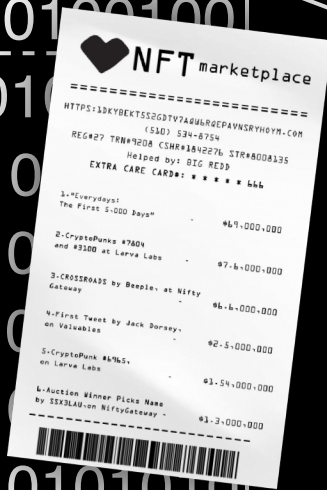 0100100
NFT marketplace
HTTPS:1DKYBEKT5S2GDTV7AQW6RQEPAVNSRYHOYM.COM
(510) 534-8754
REG#27 TRN#9208 CSHR#1842276 STR#8008135
Helped by: BIG REDD
EXTRA CARE CARD#: * * * * * 666
1-"Everydays:
The First 5,000 Days" - $69,000,000
2-CryptoPunks #7804
and #3100 at Larva Labs - $7.6,000,000
3-CROSSROADS by Beeple, at Nifty
Gateway - $6.6,000,000
4-First Tweet by Jack Dorsey,
on Valuables - $2.5,000,000
5-CryptoPunk #6965,
on Larva Labs - $1.54,000,000
6-Auction Winner Picks Name
by SSX3LAU,on NiftyGateway - $1.3,000,000